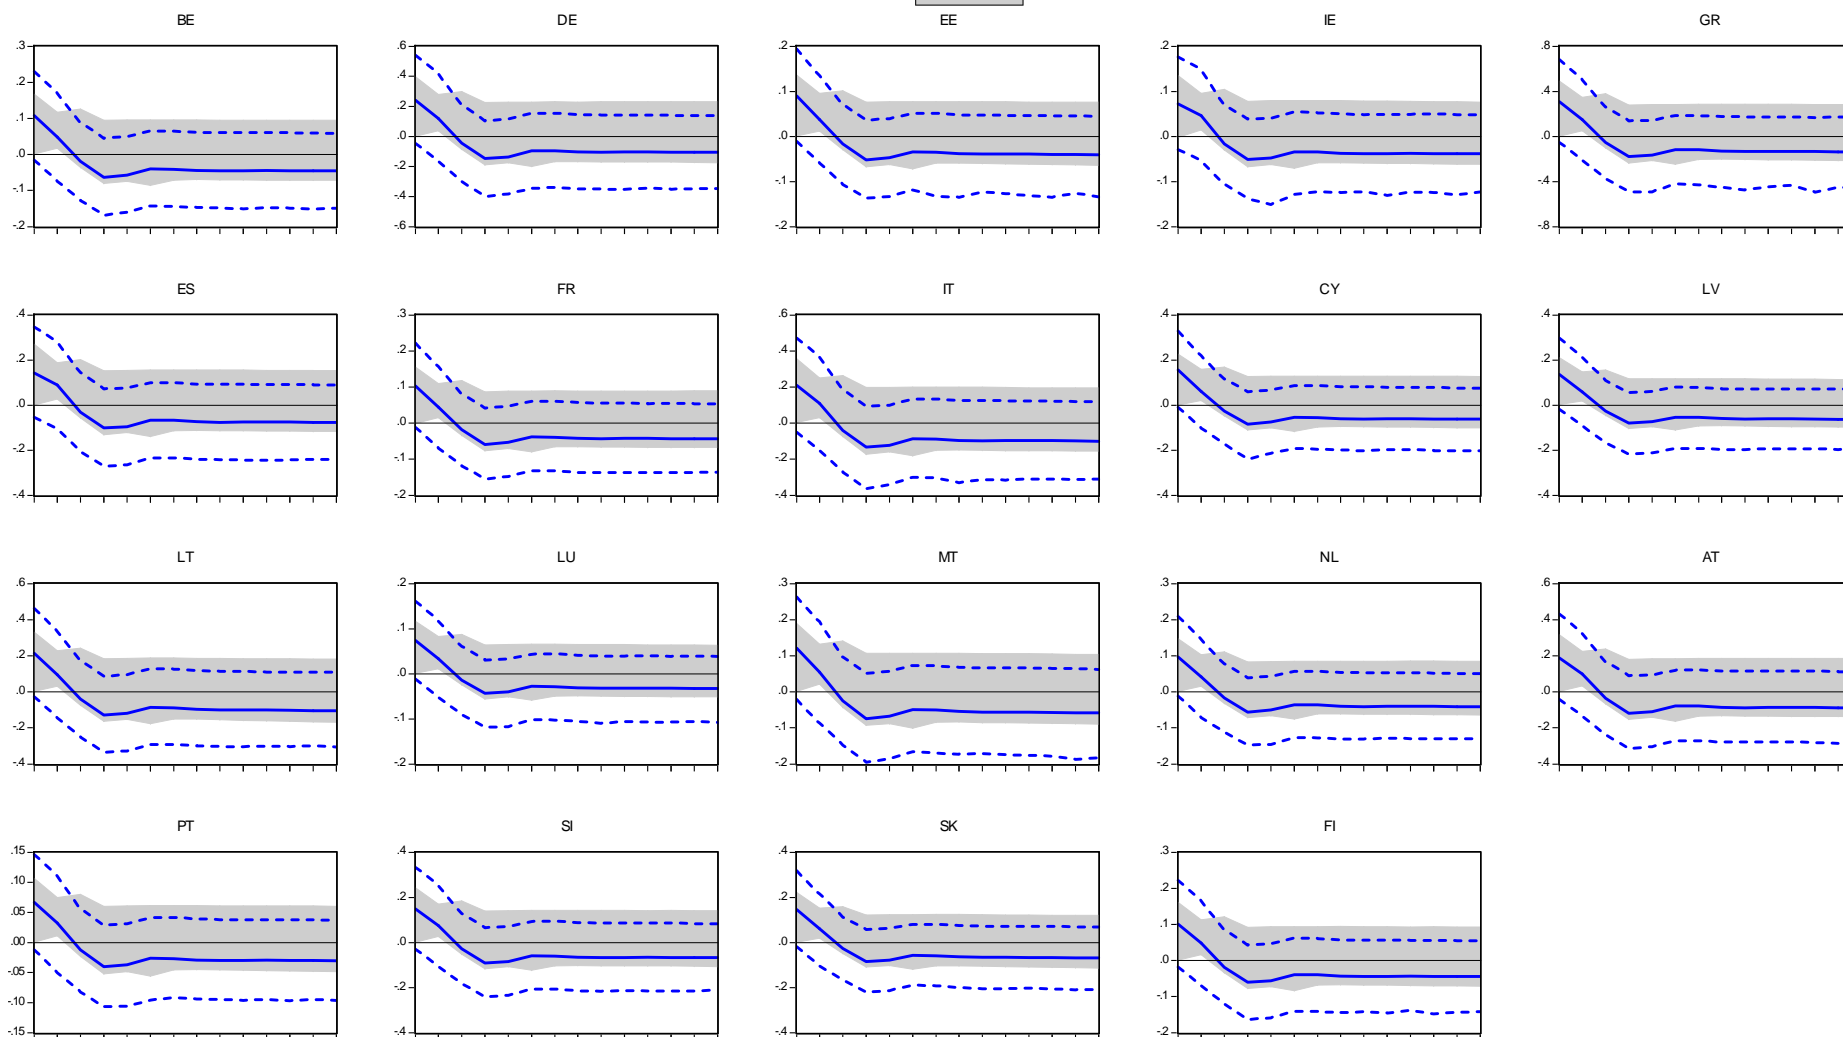 BE DE EE IE GR
.3 .6 .2 .2 .8
.2 .4 .1 .1 .4
.1 .2 .0 .0 .0
.0 .0 -.1 -.1 -.4
-.1 -.2 -.2 -.2 -.8
-.2 -.4
-.6
ES FR IT CY LV
.4 .3 .6 .4 .4
.2 .2 .4 .2 .2
.0 .1 .2 .0 .0
-.2 .0 .0 -.2 -.2
-.4 -.1 -.2 -.4 -.4
-.2 -.4
LT LU MT NL AT
.6 .2 .3 .3 .6
.4 .1 .2 .2 .4
.2 .0 .1 .1 .2
.0 -.1 .0 .0 .0
-.2 -.2 -.1 -.1 -.2
-.4 -.2 -.2 -.4
PT SI SK FI
.15 .4 .4 .3
.10 .2 .2 .2
.05 .0 .0 .1
.00 -.2 -.2 .0
-.05 -.4 -.4 -.1
-.10 -.2
-.15